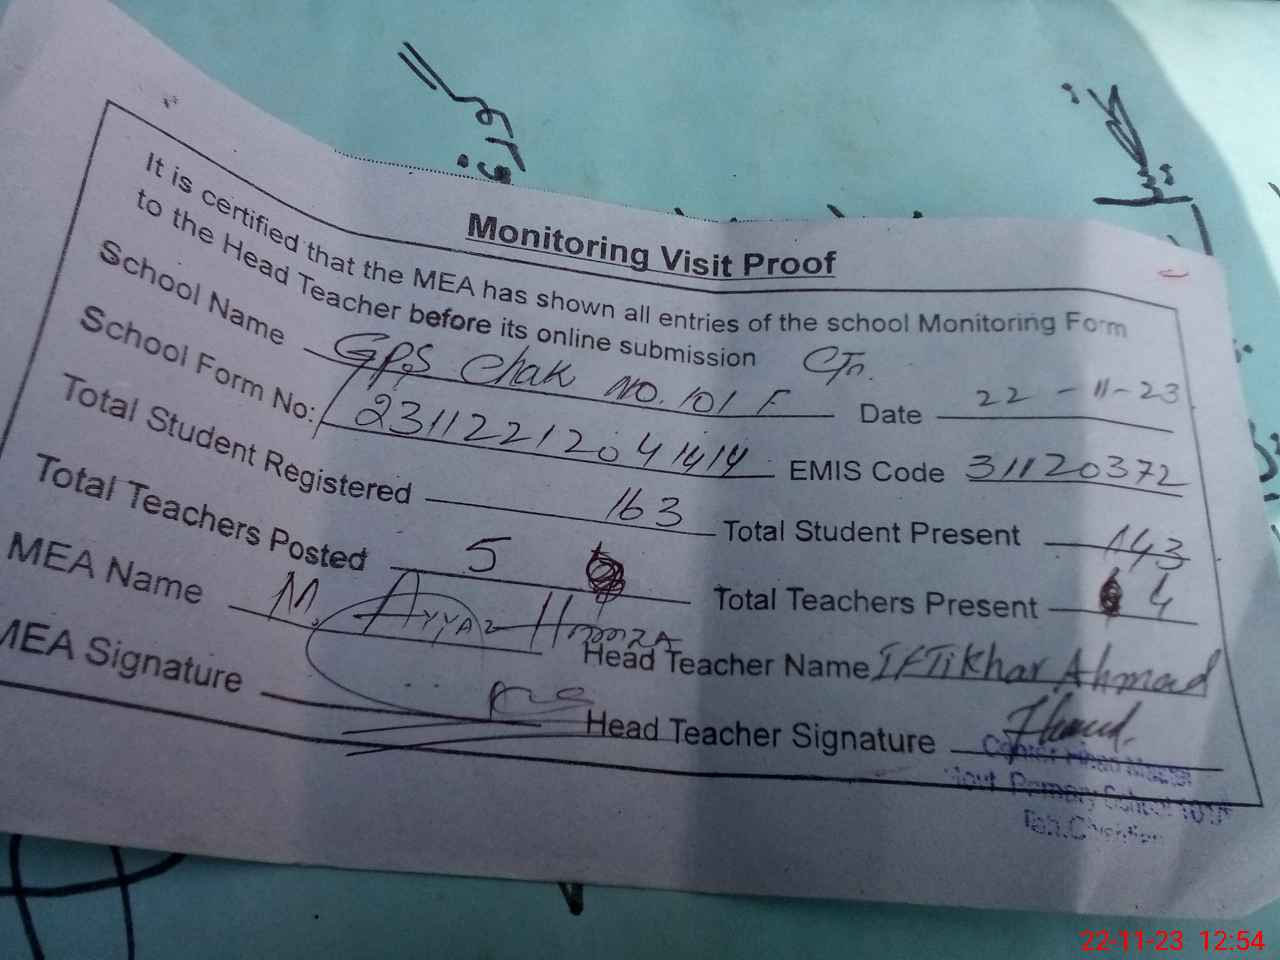 Monitoring Visit Proof
It is certified that the MEA has shown all entries of the school Monitoring Form
to the Head Teacher before its online submission
School Name GPS Chak NO. 101 F Date 22-11-23
School Form No: 23112212041414 EMIS Code 31120372
Total Student Registered 163 Total Student Present 143
Total Teachers Posted 5 Total Teachers Present 4
MEA Name M. Ayyaz Hamza Head Teacher Name Iftikhar Ahmad
MEA Signature Head Teacher Signature
Govt. Primary School
22-11-23 12:54